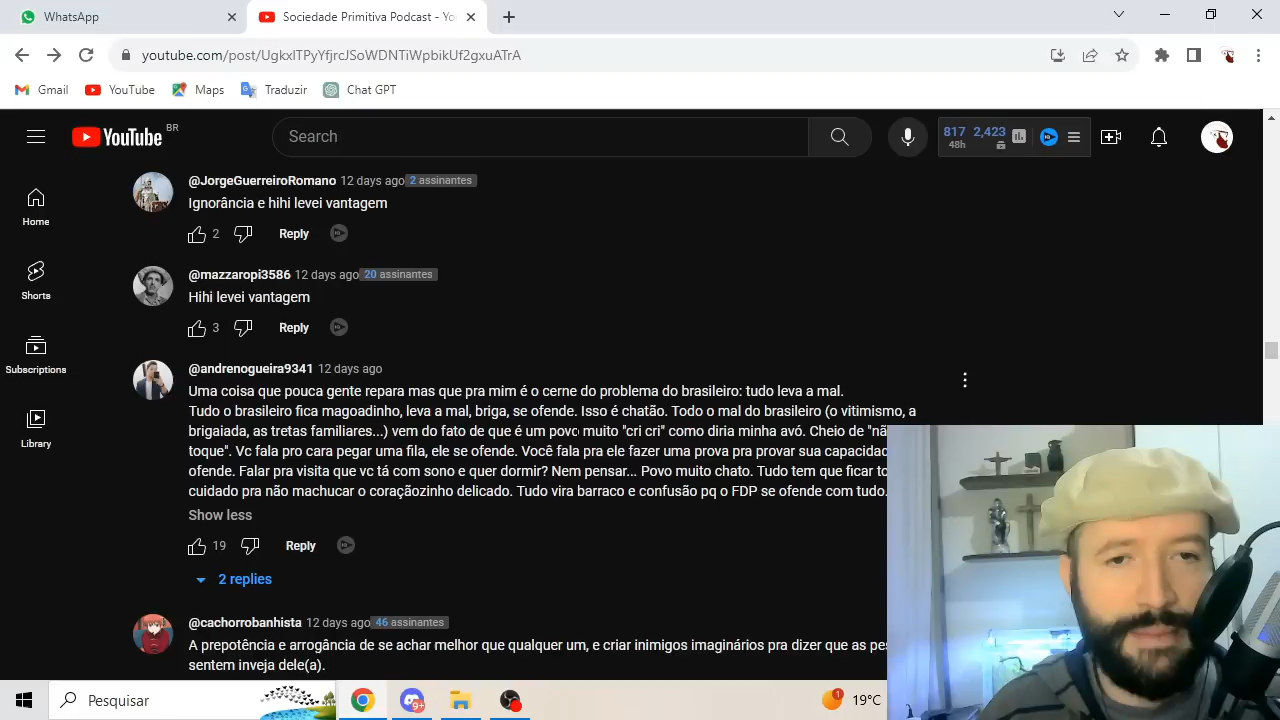 WhatsApp
Sociedade Primitiva Podcast - Yo
youtube.com/post/UgkxlTPyYfjrcJSoWDNTiWpbikUf2gxuATrA
Gmail YouTube Maps Traduzir Chat GPT
YouTube BR
Search
817 2,423
48h
@JorgeGuerreiroRomano 12 days ago 2 assinantes
Ignorância e hihi levei vantagem
2 Reply
Home
Shorts
@mazzaropi3586 12 days ago 20 assinantes
Hihi levei vantagem
3 Reply
Subscriptions
Library
@andrenogueira9341 12 days ago
Uma coisa que pouca gente repara mas que pra mim é o cerne do problema do brasileiro: tudo leva a mal.
Tudo o brasileiro fica magoadinho, leva a mal, briga, se ofende. Isso é chatão. Todo o mal do brasileiro (o vitimismo, a
brigaiada, as tretas familiares...) vem do fato de que é um povo muito "cri cri" como diria minha avó. Cheio de "nã
toque". Vc fala pro cara pegar uma fila, ele se ofende. Você fala pra ele fazer uma prova pra provar sua capacidad
ofende. Falar pra visita que vc tá com sono e quer dormir? Nem pensar... Povo muito chato. Tudo tem que ficar to
cuidado pra não machucar o coraçãozinho delicado. Tudo vira barraco e confusão pq o FDP se ofende com tudo.
Show less
19 Reply
2 replies
@cachorrobanhista 12 days ago 46 assinantes
A prepotência e arrogância de se achar melhor que qualquer um, e criar inimigos imaginários pra dizer que as pes
sentem inveja dele(a).
Pesquisar
9+
1
19°C